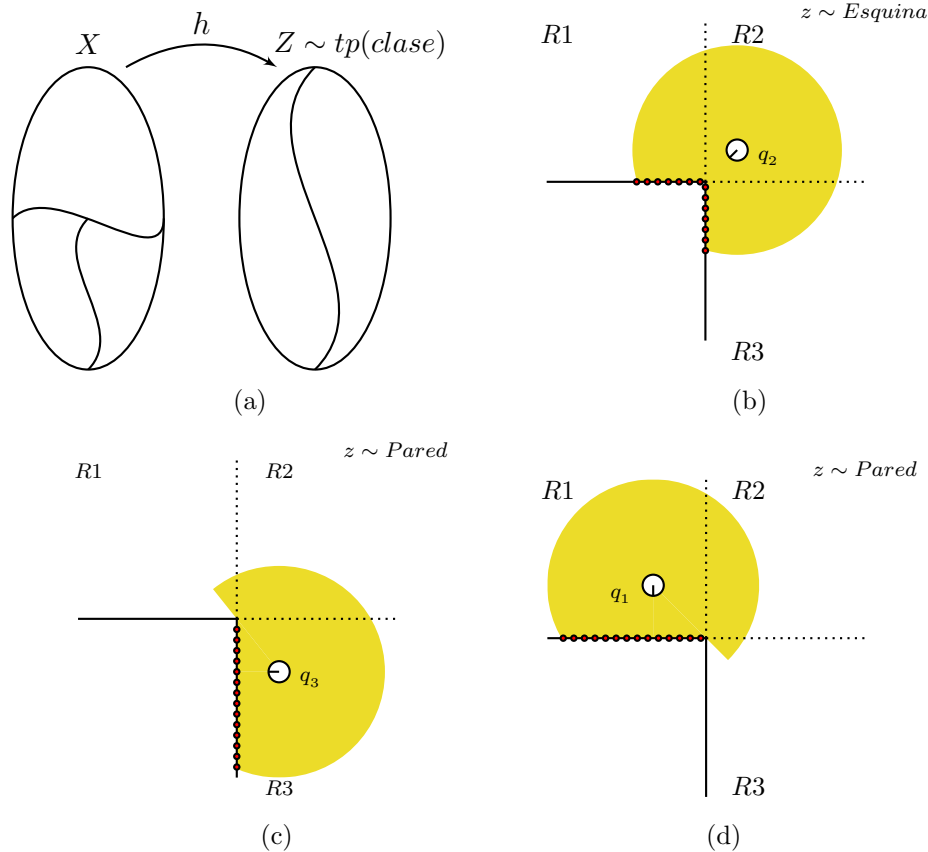 X
h
Z ∼ tp(clase)
(a)
z ∼ Esquina
R1
R2
q₂
R3
(b)
z ∼ Pared
R1
R2
q₃
R3
(c)
z ∼ Pared
R1
R2
q₁
R3
(d)